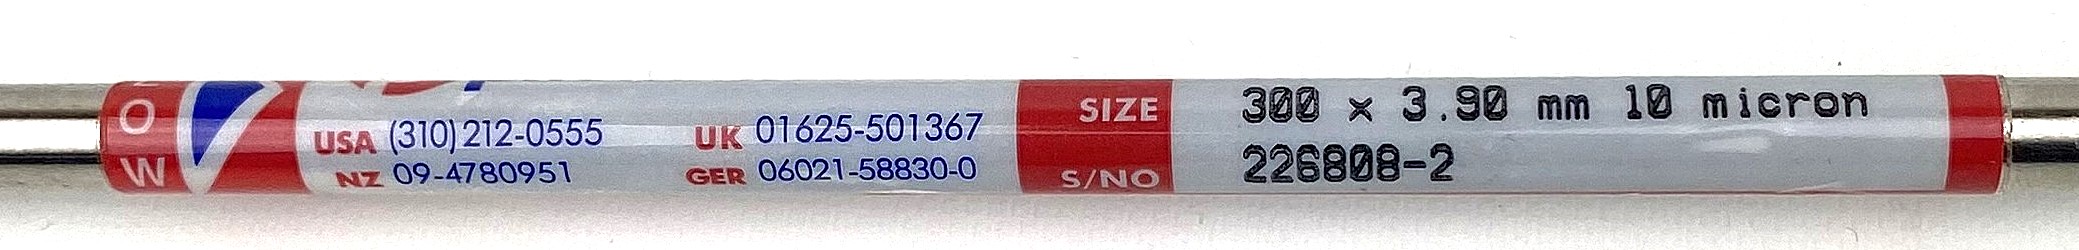 OW
USA (310) 212-0555 UK 01625-501367
NZ 09-4780951 GER 06021-58830-0
SIZE 300 x 3.90 mm 10 micron
S/NO 226808-2